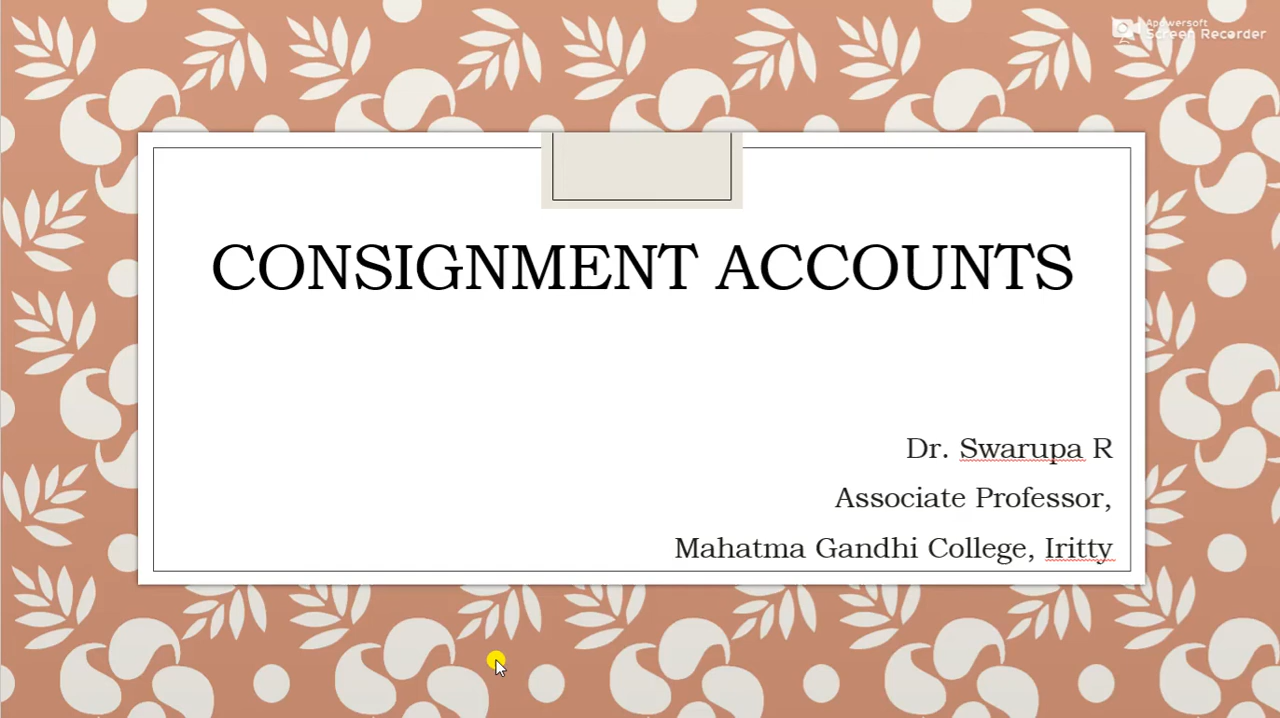 Apowersoft
Screen Recorder
CONSIGNMENT ACCOUNTS
Dr. Swarupa R
Associate Professor,
Mahatma Gandhi College, Iritty